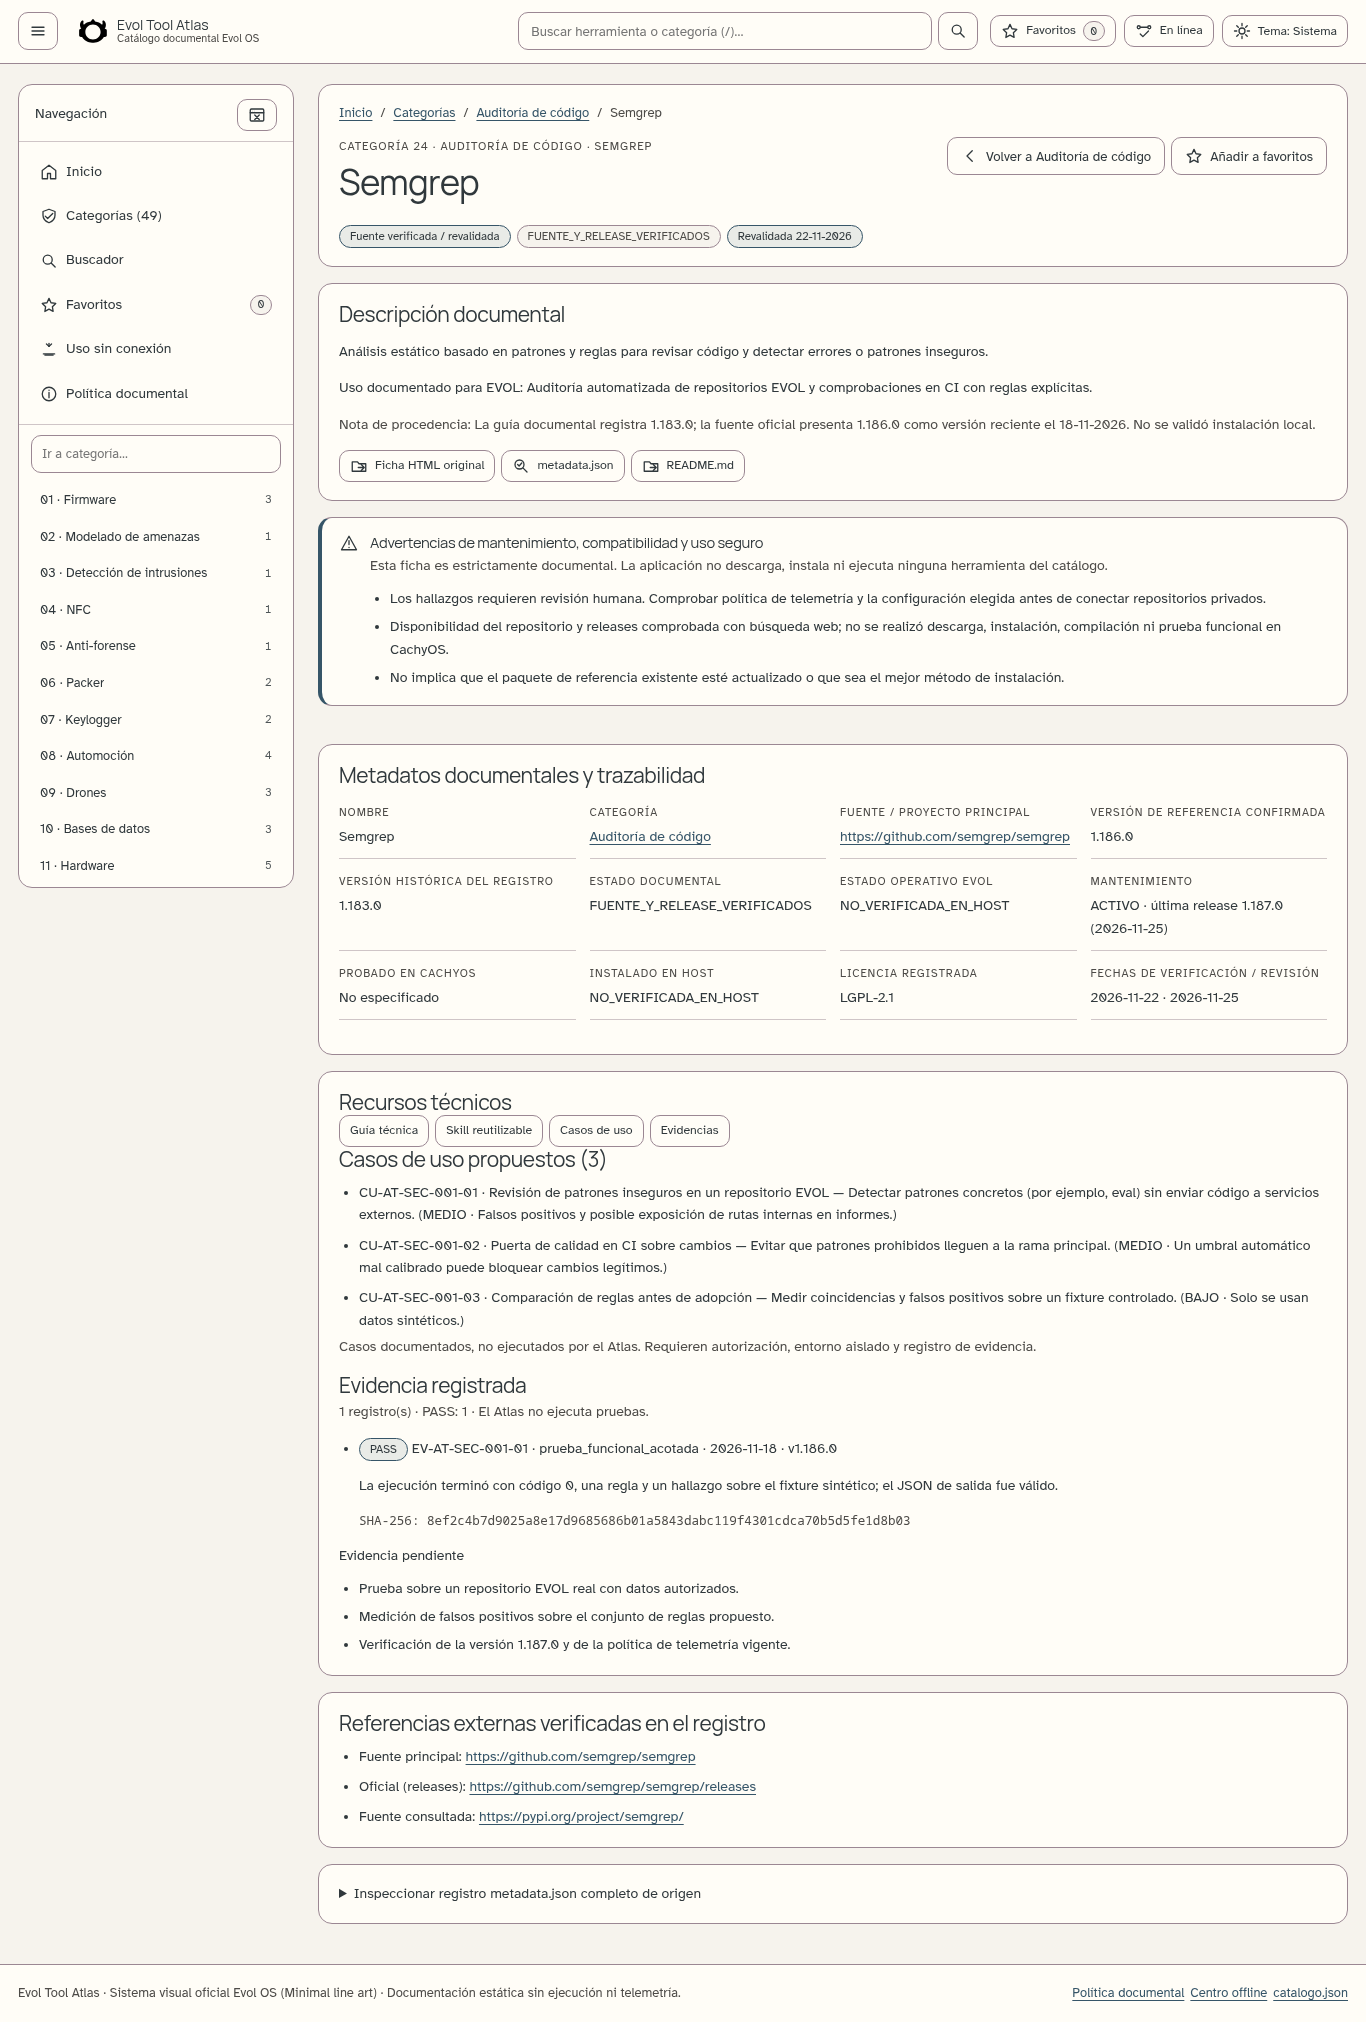 Evol Tool Atlas
Catálogo documental Evol OS
Buscar herramienta o categoría (/)...
Favoritos 0
En línea
Tema: Sistema
Navegación
Inicio
Categorías (49)
Buscador
Favoritos 0
Uso sin conexión
Política documental
Ir a categoría...
01 · Firmware 3
02 · Modelado de amenazas 1
03 · Detección de intrusiones 1
04 · NFC 1
05 · Anti-forense 1
06 · Packer 2
07 · Keylogger 2
08 · Automoción 4
09 · Drones 3
10 · Bases de datos 3
11 · Hardware 5
Inicio / Categorías / Auditoría de código / Semgrep
CATEGORÍA 24 · AUDITORÍA DE CÓDIGO · SEMGREP
Semgrep
Volver a Auditoría de código
Añadir a favoritos
Fuente verificada / revalidada
FUENTE_Y_RELEASE_VERIFICADOS
Revalidada 22-11-2026
Descripción documental
Análisis estático basado en patrones y reglas para revisar código y detectar errores o patrones inseguros.
Uso documentado para EVOL: Auditoría automatizada de repositorios EVOL y comprobaciones en CI con reglas explícitas.
Nota de procedencia: La guía documental registra 1.183.0; la fuente oficial presenta 1.186.0 como versión reciente el 18-11-2026. No se validó instalación local.
Ficha HTML original
metadata.json
README.md
Advertencias de mantenimiento, compatibilidad y uso seguro
Esta ficha es estrictamente documental. La aplicación no descarga, instala ni ejecuta ninguna herramienta del catálogo.
• Los hallazgos requieren revisión humana. Comprobar política de telemetría y la configuración elegida antes de conectar repositorios privados.
• Disponibilidad del repositorio y releases comprobada con búsqueda web; no se realizó descarga, instalación, compilación ni prueba funcional en
CachyOS.
• No implica que el paquete de referencia existente esté actualizado o que sea el mejor método de instalación.
Metadatos documentales y trazabilidad
NOMBRE
Semgrep
CATEGORÍA
Auditoría de código
FUENTE / PROYECTO PRINCIPAL
https://github.com/semgrep/semgrep
VERSIÓN DE REFERENCIA CONFIRMADA
1.186.0
VERSIÓN HISTÓRICA DEL REGISTRO
1.183.0
ESTADO DOCUMENTAL
FUENTE_Y_RELEASE_VERIFICADOS
ESTADO OPERATIVO EVOL
NO_VERIFICADA_EN_HOST
MANTENIMIENTO
ACTIVO · última release 1.187.0
(2026-11-25)
PROBADO EN CACHYOS
No especificado
INSTALADO EN HOST
NO_VERIFICADA_EN_HOST
LICENCIA REGISTRADA
LGPL-2.1
FECHAS DE VERIFICACIÓN / REVISIÓN
2026-11-22 · 2026-11-25
Recursos técnicos
Guía técnica
Skill reutilizable
Casos de uso
Evidencias
Casos de uso propuestos (3)
• CU-AT-SEC-001-01 · Revisión de patrones inseguros en un repositorio EVOL — Detectar patrones concretos (por ejemplo, eval) sin enviar código a servicios
externos. (MEDIO · Falsos positivos y posible exposición de rutas internas en informes.)
• CU-AT-SEC-001-02 · Puerta de calidad en CI sobre cambios — Evitar que patrones prohibidos lleguen a la rama principal. (MEDIO · Un umbral automático
mal calibrado puede bloquear cambios legítimos.)
• CU-AT-SEC-001-03 · Comparación de reglas antes de adopción — Medir coincidencias y falsos positivos sobre un fixture controlado. (BAJO · Solo se usan
datos sintéticos.)
Casos documentados, no ejecutados por el Atlas. Requieren autorización, entorno aislado y registro de evidencia.
Evidencia registrada
1 registro(s) · PASS: 1 · El Atlas no ejecuta pruebas.
• PASS EV-AT-SEC-001-01 · prueba_funcional_acotada · 2026-11-18 · v1.186.0
La ejecución terminó con código 0, una regla y un hallazgo sobre el fixture sintético; el JSON de salida fue válido.
SHA-256: 8ef2c4b7d9025a8e17d9685686b01a5843dabc119f4301cdca70b5d5fe1d8b03
Evidencia pendiente
• Prueba sobre un repositorio EVOL real con datos autorizados.
• Medición de falsos positivos sobre el conjunto de reglas propuesto.
• Verificación de la versión 1.187.0 y de la política de telemetría vigente.
Referencias externas verificadas en el registro
• Fuente principal: https://github.com/semgrep/semgrep
• Oficial (releases): https://github.com/semgrep/semgrep/releases
• Fuente consultada: https://pypi.org/project/semgrep/
Inspeccionar registro metadata.json completo de origen
Evol Tool Atlas · Sistema visual oficial Evol OS (Minimal line art) · Documentación estática sin ejecución ni telemetría.
Política documental Centro offline catalogo.json